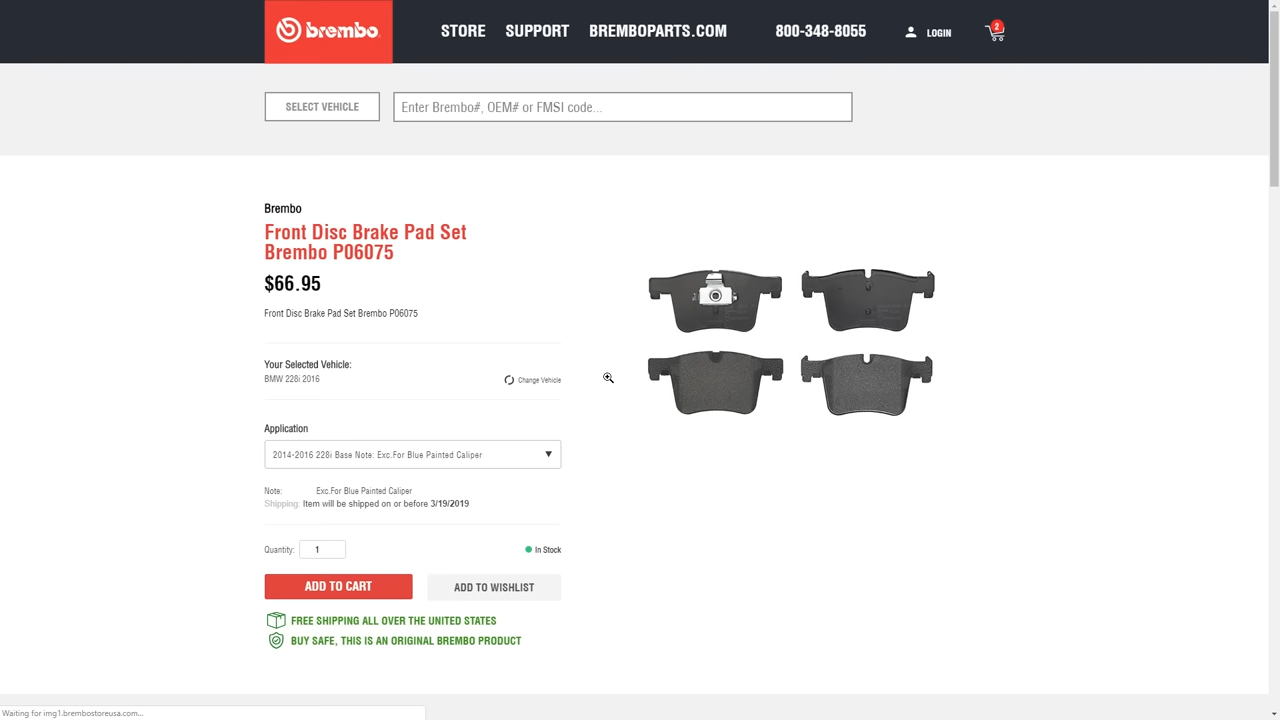 brembo
STORE SUPPORT BREMBOPARTS.COM 800-348-8055 LOGIN 2
SELECT VEHICLE Enter Brembo#, OEM# or FMSI code...
Brembo
Front Disc Brake Pad Set
Brembo P06075
$66.95
Front Disc Brake Pad Set Brembo P06075
Your Selected Vehicle:
BMW 228i 2016 Change Vehicle
Application
2014-2016 228i Base Note: Exc.For Blue Painted Caliper
Note: Exc.For Blue Painted Caliper
Shipping: Item will be shipped on or before 3/19/2019
Quantity: 1 In Stock
ADD TO CART ADD TO WISHLIST
FREE SHIPPING ALL OVER THE UNITED STATES
BUY SAFE, THIS IS AN ORIGINAL BREMBO PRODUCT
Waiting for img1.brembostoreusa.com...